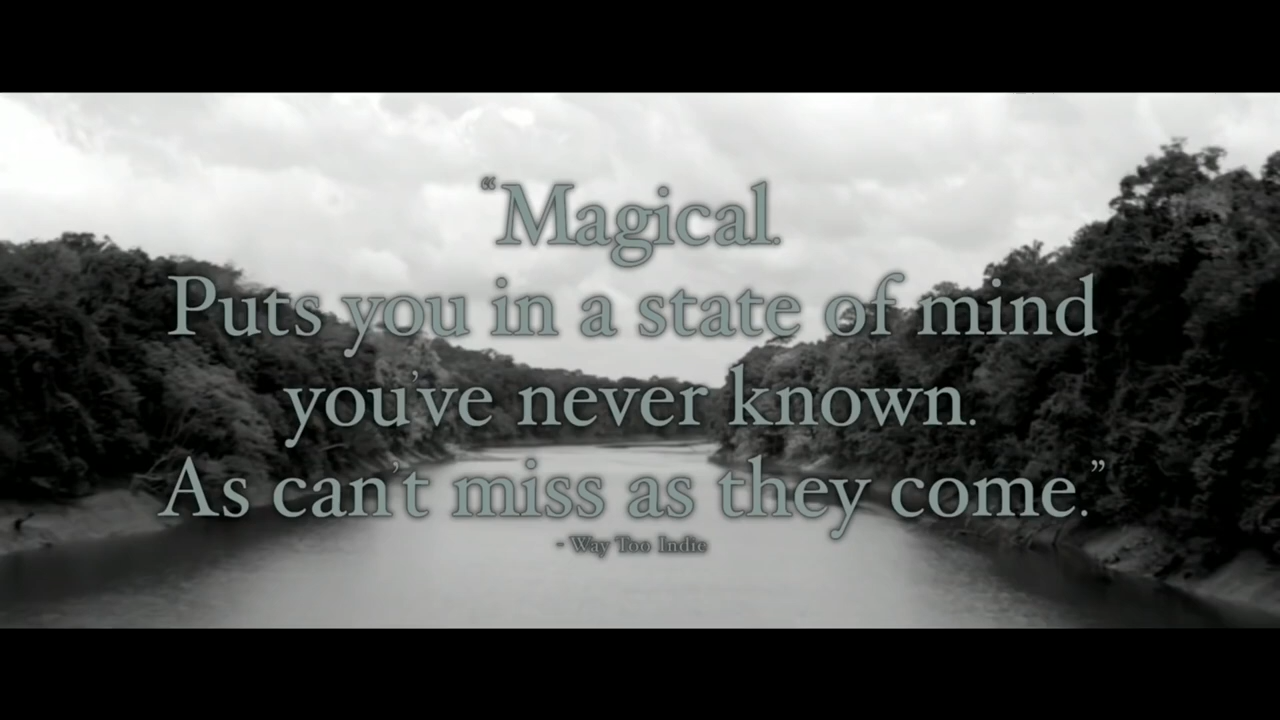 “Magical.
Puts you in a state of mind
you’ve never known.
As can’t miss as they come.”
- Way Too Indie